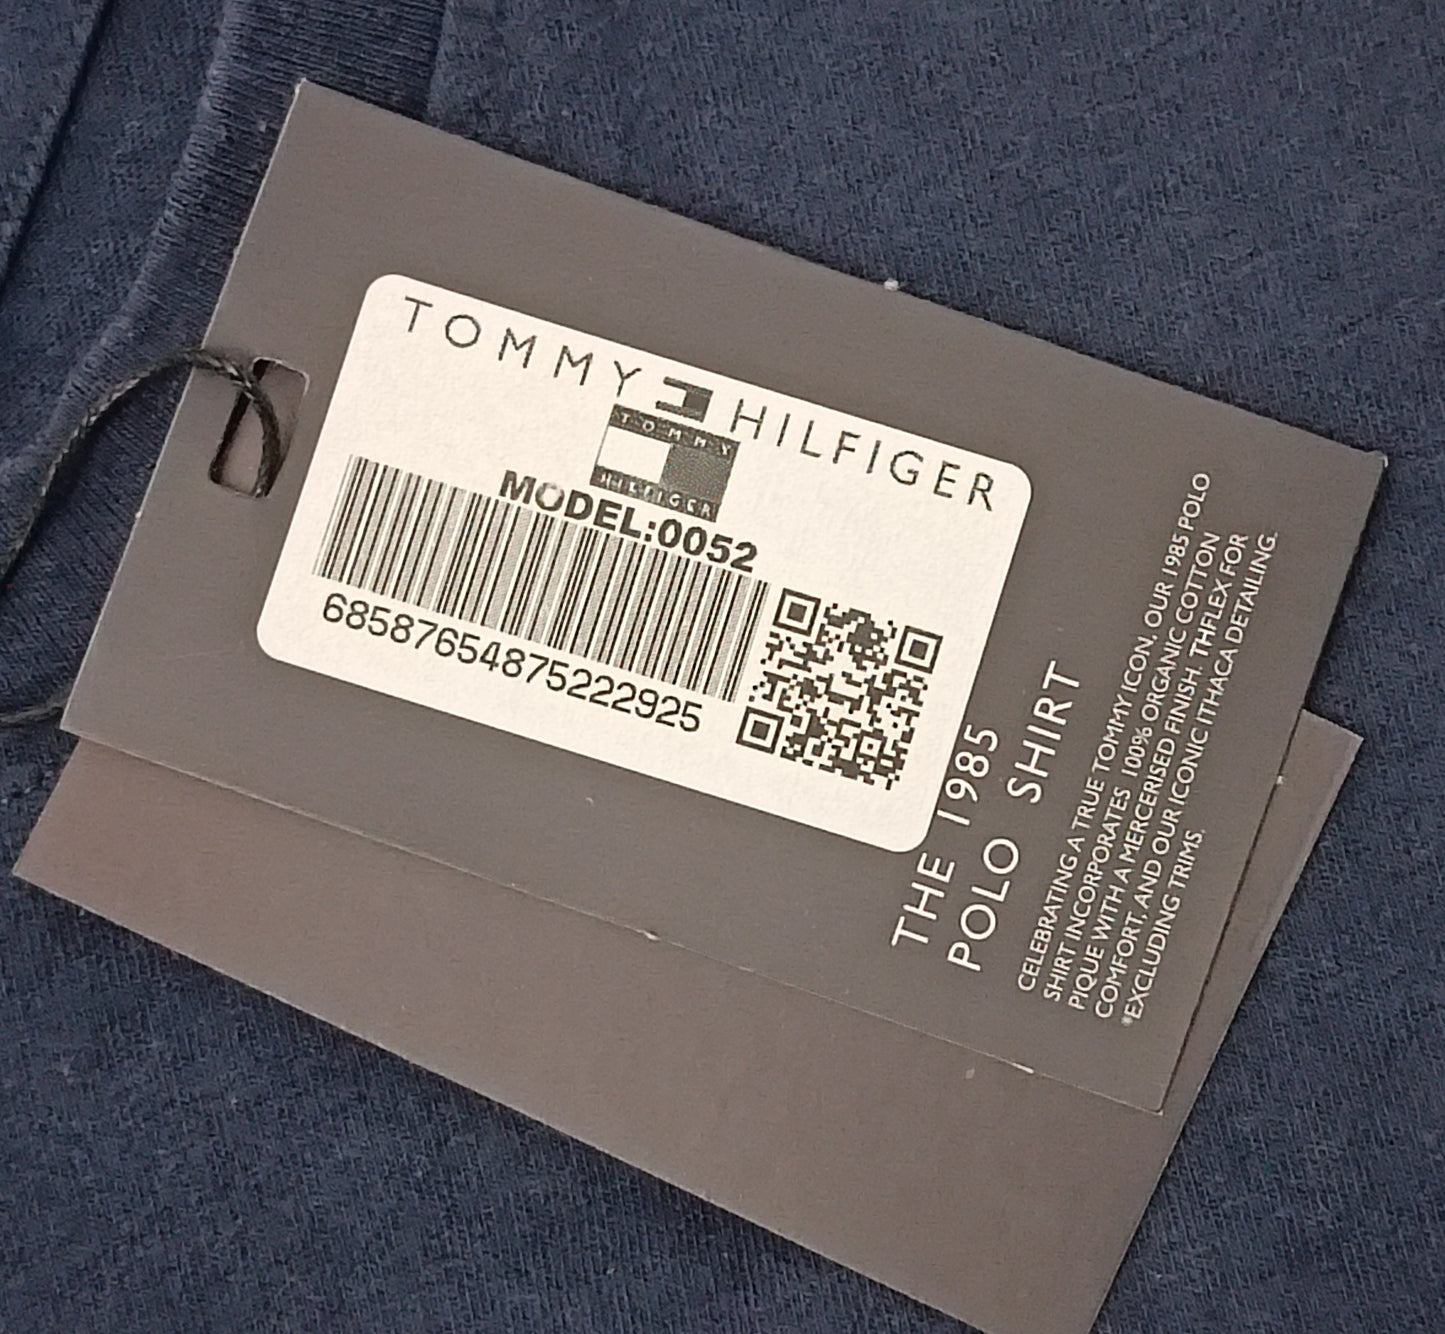 TOMMY HILFIGER
TOMMY
HILFIGER
MODEL:0052
68587654875222925
THE 1985
POLO SHIRT
CELEBRATING A TRUE TOMMY ICON. OUR 1985 POLO
SHIRT INCORPORATES 100% ORGANIC COTTON
PIQUE WITH A MERCERISED FINISH. THFLEX FOR
COMFORT, AND OUR ICONIC ITHACA DETAILING.
*EXCLUDING TRIMS.